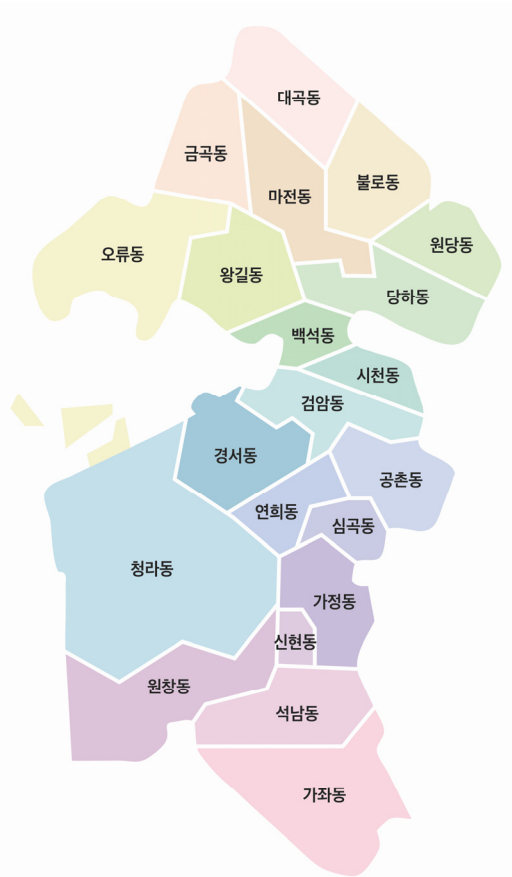 대곡동
금곡동
불로동
마전동
원당동
오류동
왕길동
당하동
백석동
시천동
검암동
경서동
공촌동
연희동
심곡동
청라동
가정동
신현동
원창동
석남동
가좌동